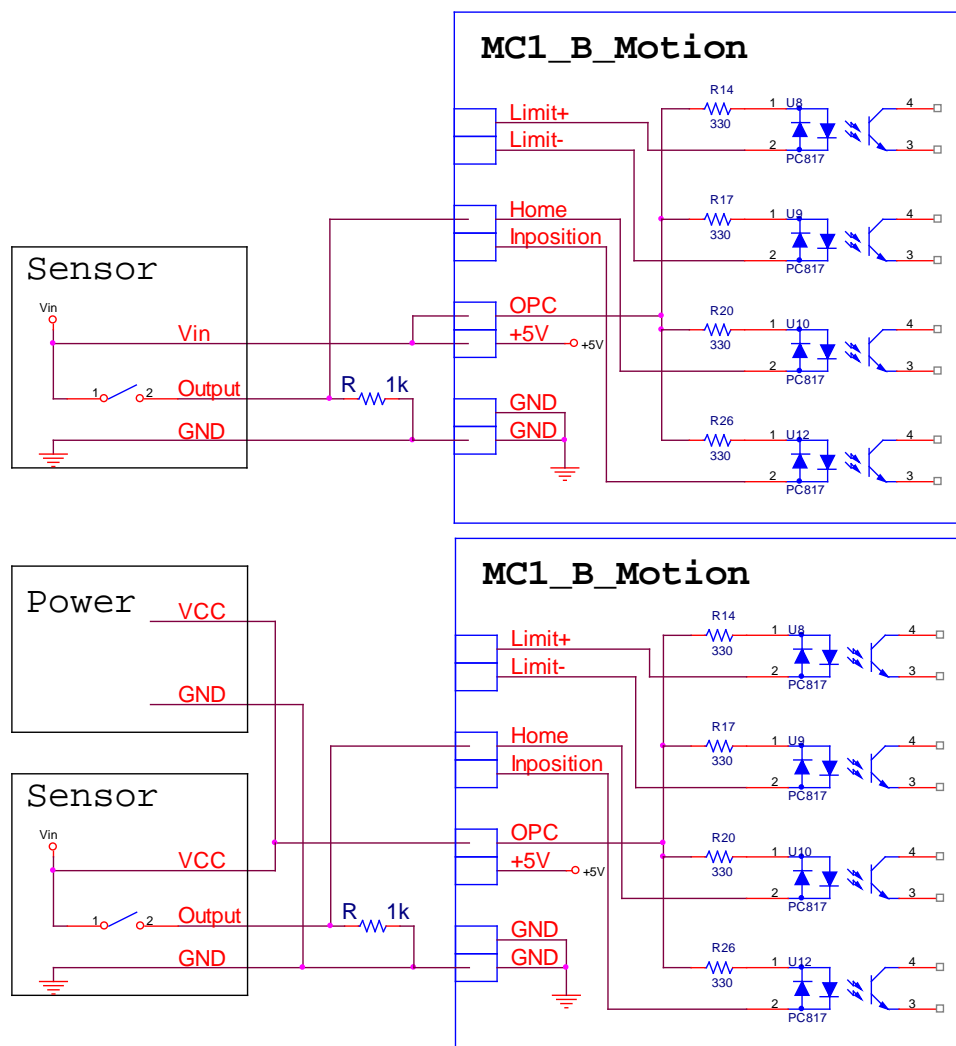 MC1_B_Motion
R14
330
1
U8
2
PC817
4
3
Limit+
Limit-
R17
330
1
U9
2
PC817
4
3
Home
Inposition
Sensor
Vin
Vin
1
2
Output
GND
R
1k
OPC
+5V
+5V
GND
GND
R20
330
1
U10
2
PC817
4
3
R26
330
1
U12
2
PC817
4
3
MC1_B_Motion
Power
VCC
GND
R14
330
1
U8
2
PC817
4
3
Limit+
Limit-
R17
330
1
U9
2
PC817
4
3
Home
Inposition
Sensor
Vin
VCC
1
2
Output
GND
R
1k
OPC
+5V
+5V
GND
GND
R20
330
1
U10
2
PC817
4
3
R26
330
1
U12
2
PC817
4
3